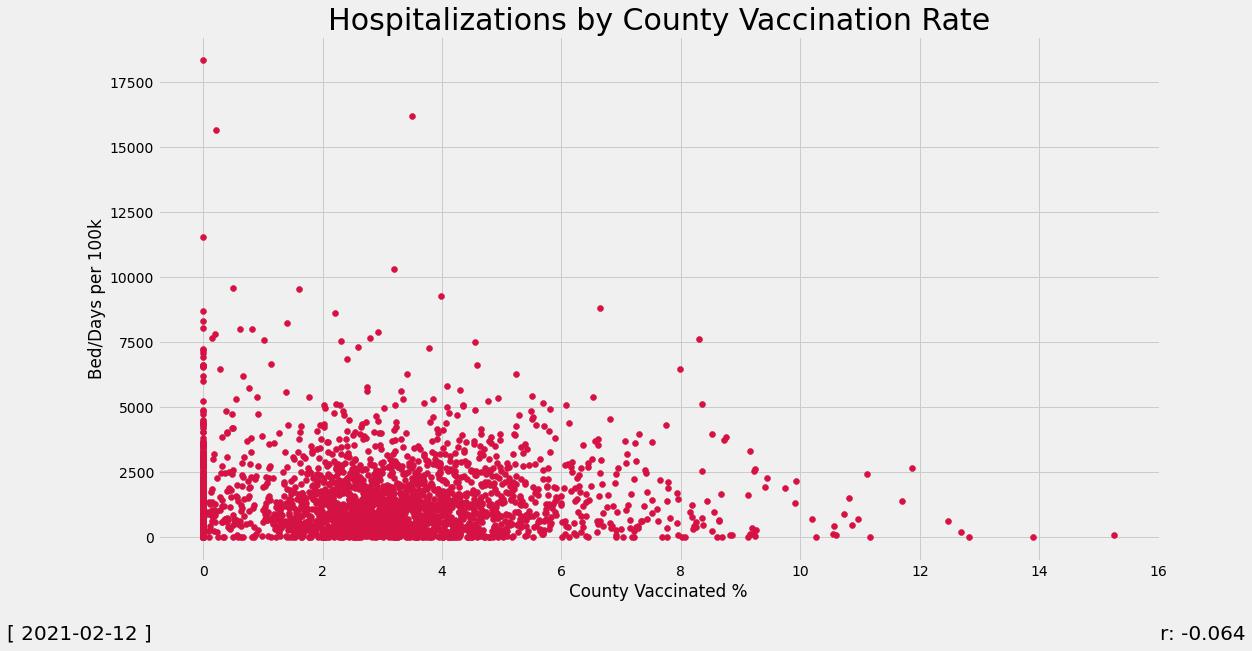 Hospitalizations by County Vaccination Rate
17500
15000
12500
10000
7500
5000
2500
0
Bed/Days per 100k
0 2 4 6 8 10 12 14 16
County Vaccinated %
[ 2021-02-12 ]
r: -0.064